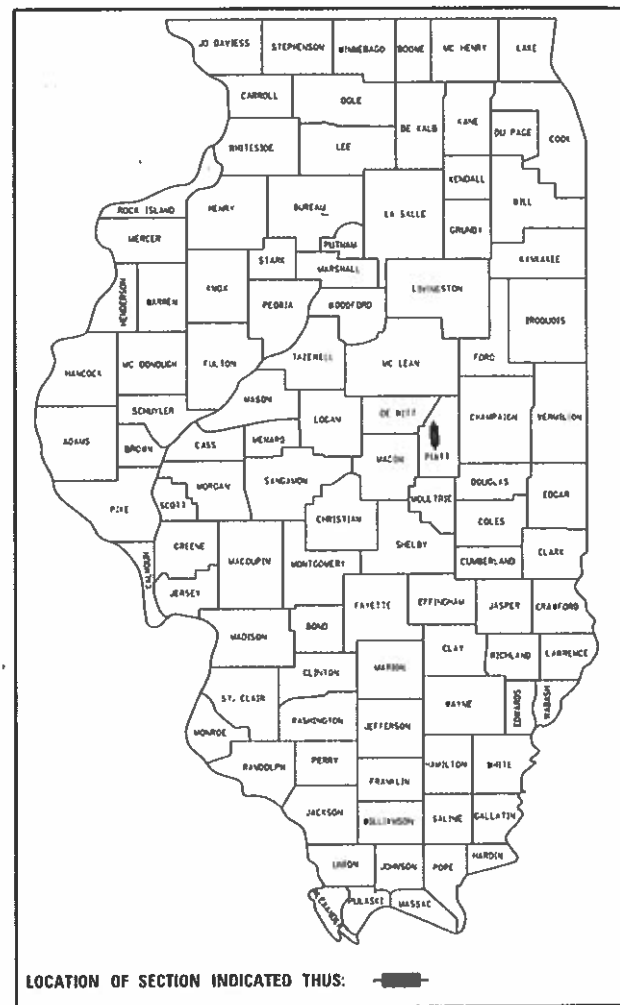 JO DAVIESS STEPHENSON WINNEBAGO BOONE MC HENRY LAKE
CARROLL OGLE
DE KALB KANE DU PAGE COOK
WHITESIDE LEE
KENDALL
ROCK ISLAND HENRY BUREAU LA SALLE WILL
GRUNDY
MERCER PUTNAM
STARK MARSHALL KANKAKEE
HENDERSON WARREN KNOX PEORIA WOODFORD LIVINGSTON
IROQUOIS
HANCOCK MC DONOUGH FULTON TAZEWELL MC LEAN FORD
MASON
SCHUYLER LOGAN DE WITT CHAMPAIGN VERMILION
ADAMS BROWN CASS MENARD MACON PIATT
MORGAN SANGAMON DOUGLAS
PIKE SCOTT CHRISTIAN MOULTRIE EDGAR
COLES
GREENE SHELBY
CALHOUN MACOUPIN MONTGOMERY CUMBERLAND CLARK
JERSEY FAYETTE EFFINGHAM JASPER CRAWFORD
BOND
MADISON CLAY RICHLAND LAWRENCE
CLINTON MARION
ST. CLAIR WAYNE EDWARDS WABASH
WASHINGTON JEFFERSON
MONROE
RANDOLPH PERRY HAMILTON WHITE
FRANKLIN
JACKSON WILLIAMSON SALINE GALLATIN
UNION JOHNSON POPE HARDIN
ALEXANDER PULASKI MASSAC
LOCATION OF SECTION INDICATED THUS: